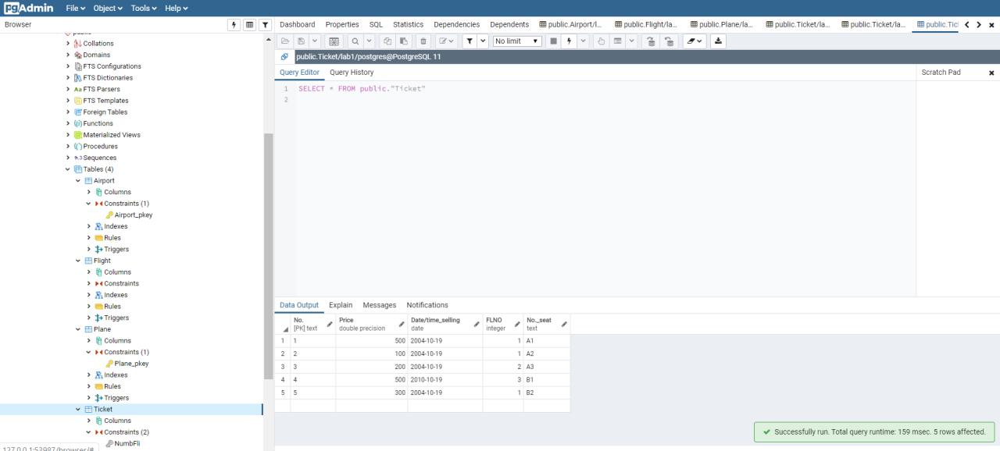 pgAdmin File Object Tools Help
Browser
Dashboard Properties SQL Statistics Dependencies Dependents public.Airport/l... public.Flight/la... public.Plane/la... public.Ticket/la... public.Ticket/la... public.Tic
No limit
public.Ticket/lab1/postgres@PostgreSQL 11
Query Editor Query History
Scratch Pad
1 SELECT * FROM public."Ticket"
2
public
Collations
Domains
FTS Configurations
FTS Dictionaries
FTS Parsers
FTS Templates
Foreign Tables
Functions
Materialized Views
Procedures
1..3 Sequences
Tables (4)
Airport
Columns
Constraints (1)
Airport_pkey
Indexes
Rules
Triggers
Flight
Columns
Constraints
Indexes
Rules
Triggers
Plane
Columns
Constraints (1)
Plane_pkey
Indexes
Rules
Triggers
Ticket
Columns
Constraints (2)
NumbFli
127.0.0.1:53987/browser/#
Data Output Explain Messages Notifications
No. Price Date/time_selling FLNO No._seat
[PK] text double precision date integer text
1 1 500 2004-10-19 1 A1
2 2 100 2004-10-19 1 A2
3 3 200 2004-10-19 2 A3
4 4 500 2010-10-19 3 B1
5 5 300 2004-10-19 1 B2
Successfully run. Total query runtime: 159 msec. 5 rows affected.